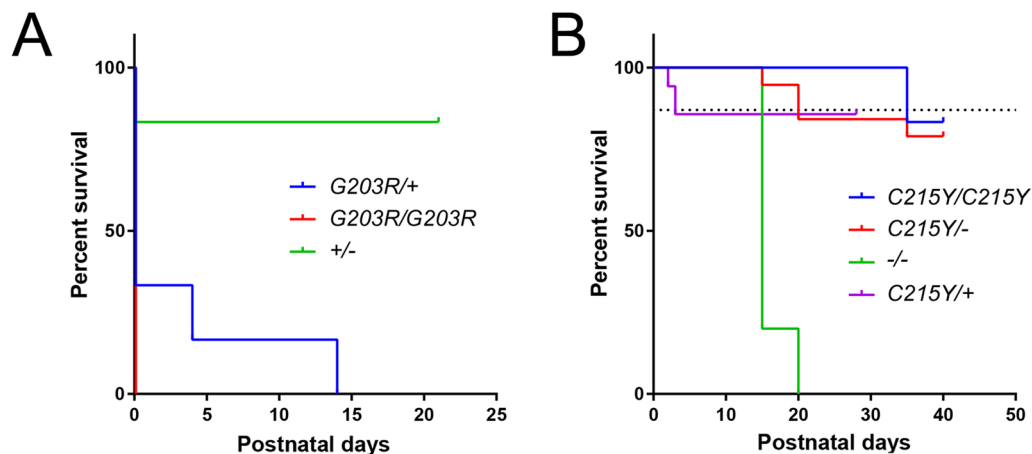 A
Percent survival
100
50
0
G203R/+
G203R/G203R
+/-
0 5 10 15 20 25
Postnatal days
B
Percent survival
100
50
0
C215Y/C215Y
C215Y/-
-/-
C215Y/+
0 10 20 30 40 50
Postnatal days